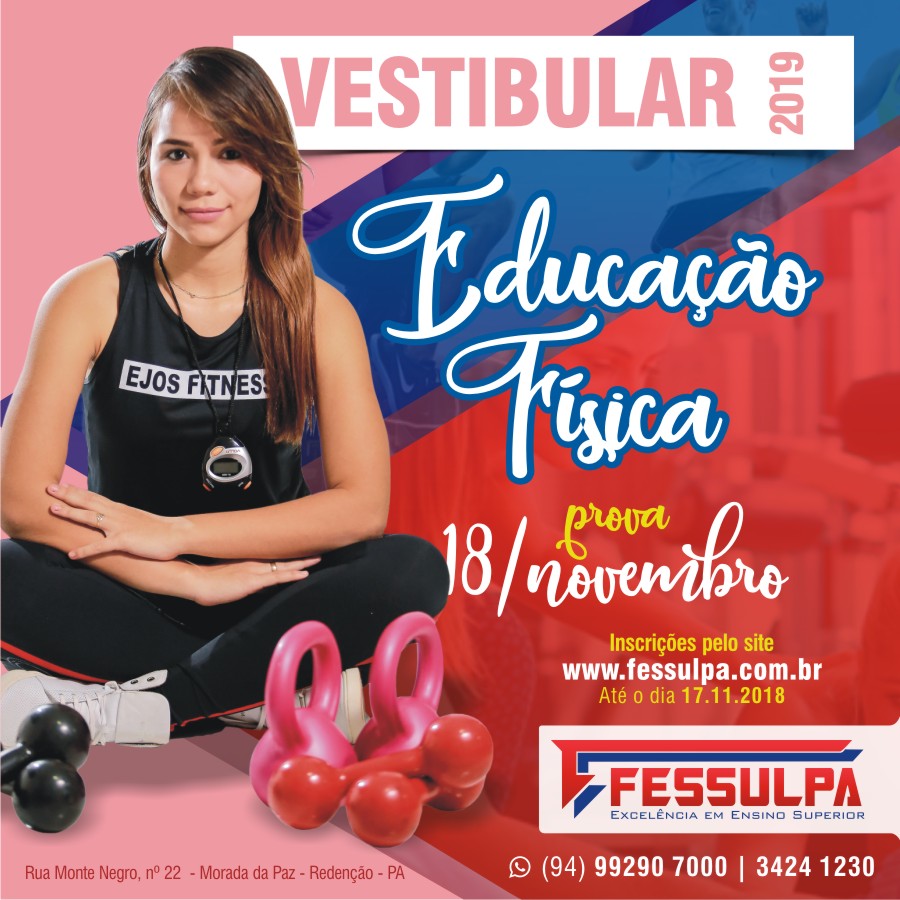 VESTIBULAR 2019
Educação
Física
EJOS FITNESS
prova
18/novembro
Inscrições pelo site
www.fessulpa.com.br
Até o dia 17.11.2018
FESSULPA
EXCELÊNCIA EM ENSINO SUPERIOR
Rua Monte Negro, nº 22 - Morada da Paz - Redenção - PA
(94) 99290 7000 | 3424 1230